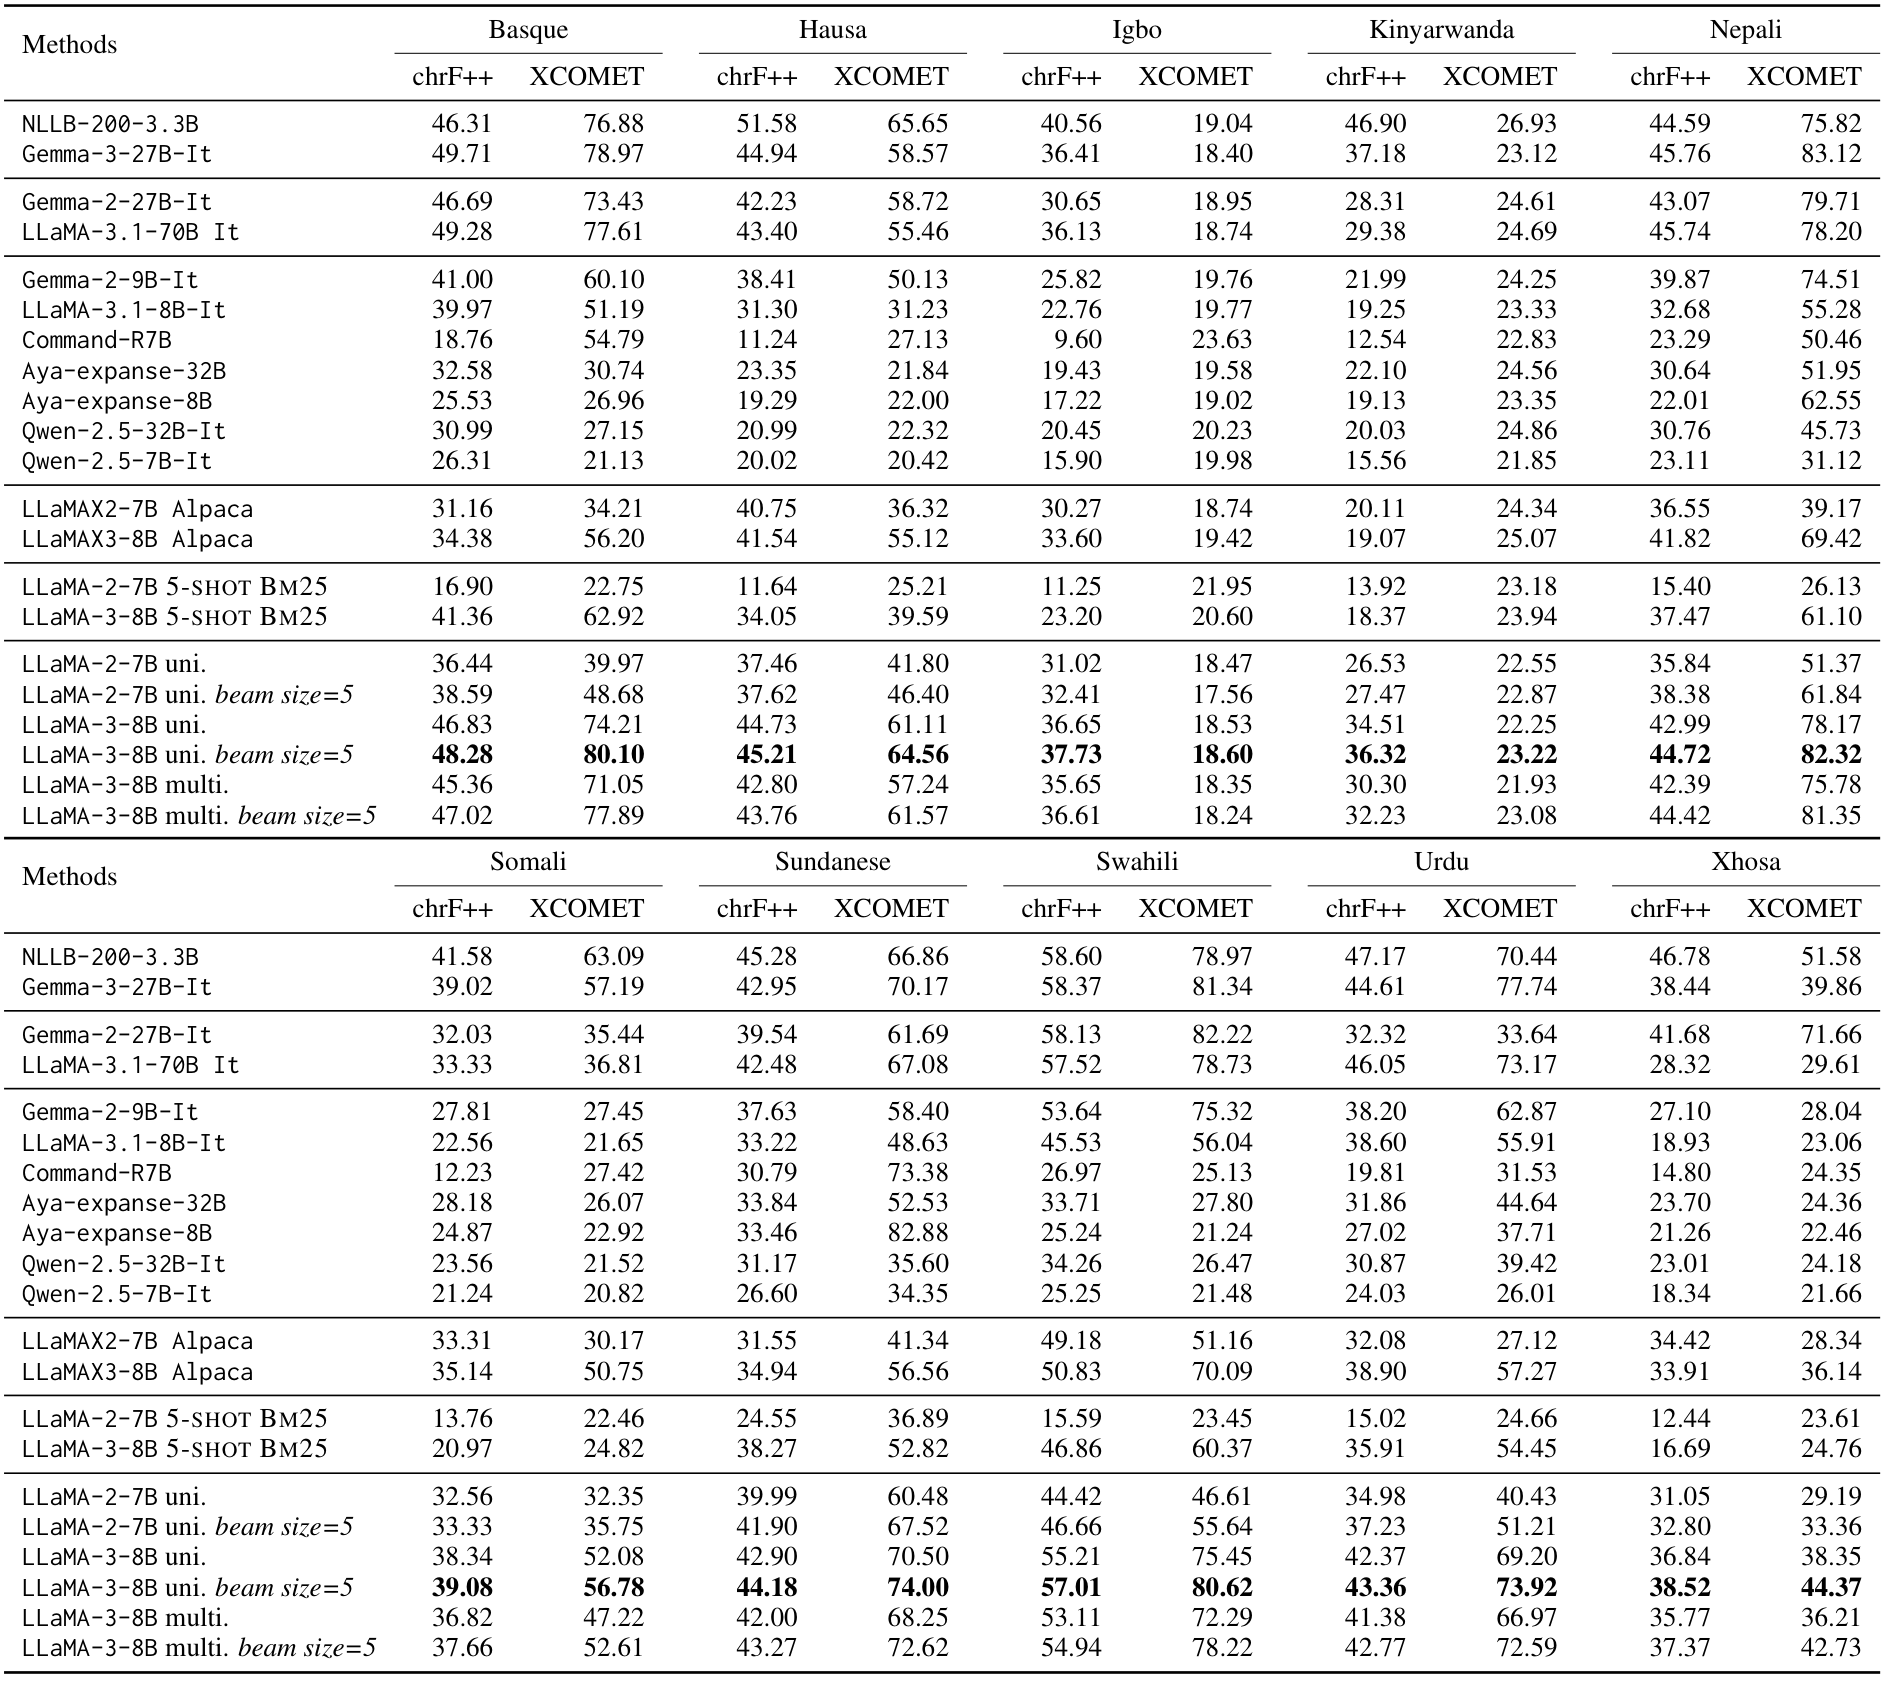 Methods Basque Hausa Igbo Kinyarwanda Nepali
chrF++ XCOMET chrF++ XCOMET chrF++ XCOMET chrF++ XCOMET chrF++ XCOMET
NLLB-200-3.3B 46.31 76.88 51.58 65.65 40.56 19.04 46.90 26.93 44.59 75.82
Gemma-3-27B-It 49.71 78.97 44.94 58.57 36.41 18.40 37.18 23.12 45.76 83.12
Gemma-2-27B-It 46.69 73.43 42.23 58.72 30.65 18.95 28.31 24.61 43.07 79.71
LLaMA-3.1-70B It 49.28 77.61 43.40 55.46 36.13 18.74 29.38 24.69 45.74 78.20
Gemma-2-9B-It 41.00 60.10 38.41 50.13 25.82 19.76 21.99 24.25 39.87 74.51
LLaMA-3.1-8B-It 39.97 51.19 31.30 31.23 22.76 19.77 19.25 23.33 32.68 55.28
Command-R7B 18.76 54.79 11.24 27.13 9.60 23.63 12.54 22.83 23.29 50.46
Aya-expanse-32B 32.58 30.74 23.35 21.84 19.43 19.58 22.10 24.56 30.64 51.95
Aya-expanse-8B 25.53 26.96 19.29 22.00 17.22 19.02 19.13 23.35 22.01 62.55
Qwen-2.5-32B-It 30.99 27.15 20.99 22.32 20.45 20.23 20.03 24.86 30.76 45.73
Qwen-2.5-7B-It 26.31 21.13 20.02 20.42 15.90 19.98 15.56 21.85 23.11 31.12
LLaMAX2-7B Alpaca 31.16 34.21 40.75 36.32 30.27 18.74 20.11 24.34 36.55 39.17
LLaMAX3-8B Alpaca 34.38 56.20 41.54 55.12 33.60 19.42 19.07 25.07 41.82 69.42
LLaMA-2-7B 5-SHOT BM25 16.90 22.75 11.64 25.21 11.25 21.95 13.92 23.18 15.40 26.13
LLaMA-3-8B 5-SHOT BM25 41.36 62.92 34.05 39.59 23.20 20.60 18.37 23.94 37.47 61.10
LLaMA-2-7B uni. 36.44 39.97 37.46 41.80 31.02 18.47 26.53 22.55 35.84 51.37
LLaMA-2-7B uni. beam size=5 38.59 48.68 37.62 46.40 32.41 17.56 27.47 22.87 38.38 61.84
LLaMA-3-8B uni. 46.83 74.21 44.73 61.11 36.65 18.53 34.51 22.25 42.99 78.17
LLaMA-3-8B uni. beam size=5 48.28 80.10 45.21 64.56 37.73 18.60 36.32 23.22 44.72 82.32
LLaMA-3-8B multi. 45.36 71.05 42.80 57.24 35.65 18.35 30.30 21.93 42.39 75.78
LLaMA-3-8B multi. beam size=5 47.02 77.89 43.76 61.57 36.61 18.24 32.23 23.08 44.42 81.35
Methods Somali Sundanese Swahili Urdu Xhosa
chrF++ XCOMET chrF++ XCOMET chrF++ XCOMET chrF++ XCOMET chrF++ XCOMET
NLLB-200-3.3B 41.58 63.09 45.28 66.86 58.60 78.97 47.17 70.44 46.78 51.58
Gemma-3-27B-It 39.02 57.19 42.95 70.17 58.37 81.34 44.61 77.74 38.44 39.86
Gemma-2-27B-It 32.03 35.44 39.54 61.69 58.13 82.22 32.32 33.64 41.68 71.66
LLaMA-3.1-70B It 33.33 36.81 42.48 67.08 57.52 78.73 46.05 73.17 28.32 29.61
Gemma-2-9B-It 27.81 27.45 37.63 58.40 53.64 75.32 38.20 62.87 27.10 28.04
LLaMA-3.1-8B-It 22.56 21.65 33.22 48.63 45.53 56.04 38.60 55.91 18.93 23.06
Command-R7B 12.23 27.42 30.79 73.38 26.97 25.13 19.81 31.53 14.80 24.35
Aya-expanse-32B 28.18 26.07 33.84 52.53 33.71 27.80 31.86 44.64 23.70 24.36
Aya-expanse-8B 24.87 22.92 33.46 82.88 25.24 21.24 27.02 37.71 21.26 22.46
Qwen-2.5-32B-It 23.56 21.52 31.17 35.60 34.26 26.47 30.87 39.42 23.01 24.18
Qwen-2.5-7B-It 21.24 20.82 26.60 34.35 25.25 21.48 24.03 26.01 18.34 21.66
LLaMAX2-7B Alpaca 33.31 30.17 31.55 41.34 49.18 51.16 32.08 27.12 34.42 28.34
LLaMAX3-8B Alpaca 35.14 50.75 34.94 56.56 50.83 70.09 38.90 57.27 33.91 36.14
LLaMA-2-7B 5-SHOT BM25 13.76 22.46 24.55 36.89 15.59 23.45 15.02 24.66 12.44 23.61
LLaMA-3-8B 5-SHOT BM25 20.97 24.82 38.27 52.82 46.86 60.37 35.91 54.45 16.69 24.76
LLaMA-2-7B uni. 32.56 32.35 39.99 60.48 44.42 46.61 34.98 40.43 31.05 29.19
LLaMA-2-7B uni. beam size=5 33.33 35.75 41.90 67.52 46.66 55.64 37.23 51.21 32.80 33.36
LLaMA-3-8B uni. 38.34 52.08 42.90 70.50 55.21 75.45 42.37 69.20 36.84 38.35
LLaMA-3-8B uni. beam size=5 39.08 56.78 44.18 74.00 57.01 80.62 43.36 73.92 38.52 44.37
LLaMA-3-8B multi. 36.82 47.22 42.00 68.25 53.11 72.29 41.38 66.97 35.77 36.21
LLaMA-3-8B multi. beam size=5 37.66 52.61 43.27 72.62 54.94 78.22 42.77 72.59 37.37 42.73